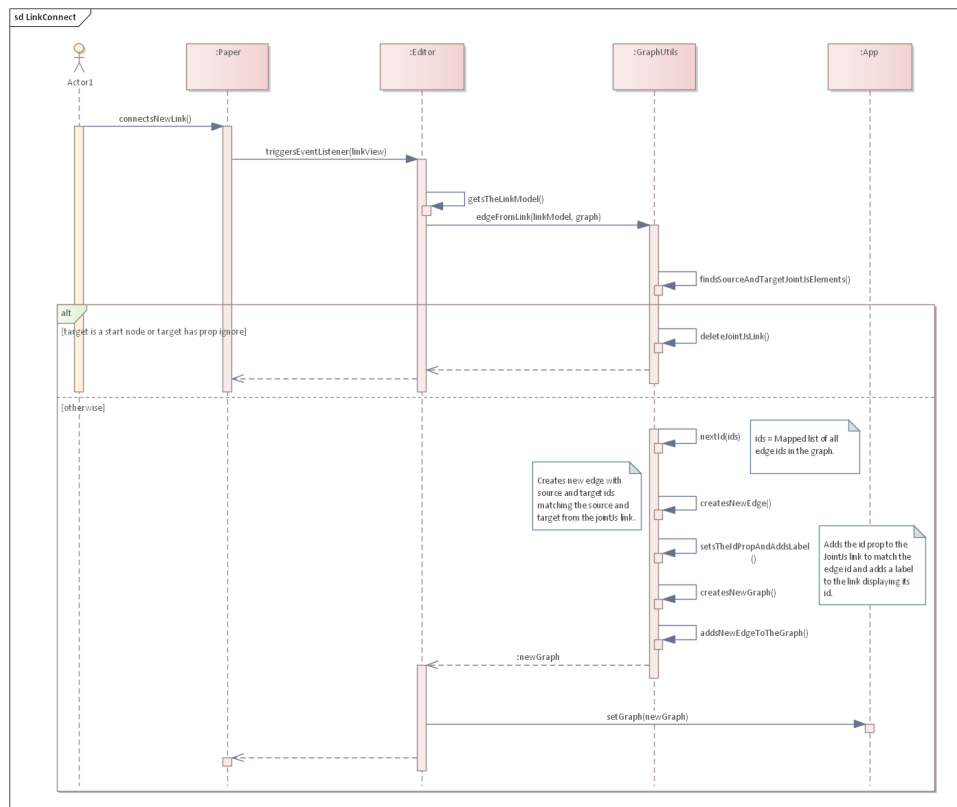 sd LinkConnect
:Paper
:Editor
:GraphUtils
:App
Actor1
connectsNewLink()
triggersEventListener(linkView)
getsTheLinkModel()
edgeFromLink(linkModel, graph)
findsSourceAndTargetJointJsElements()
alt
[target is a start node or target has prop ignore]
deleteJointJsLink()
[otherwise]
nextId(ids)
ids = Mapped list of all
edge ids in the graph.
Creates new edge with
source and target ids
matching the source and
target from the jointJs link.
createsNewEdge()
setsTheIdPropAndAddsLabel
()
Adds the id prop to the
JointJs link to match the
edge id and adds a label
to the link displaying its
id.
createsNewGraph()
addsNewEdgeToTheGraph()
:newGraph
setGraph(newGraph)